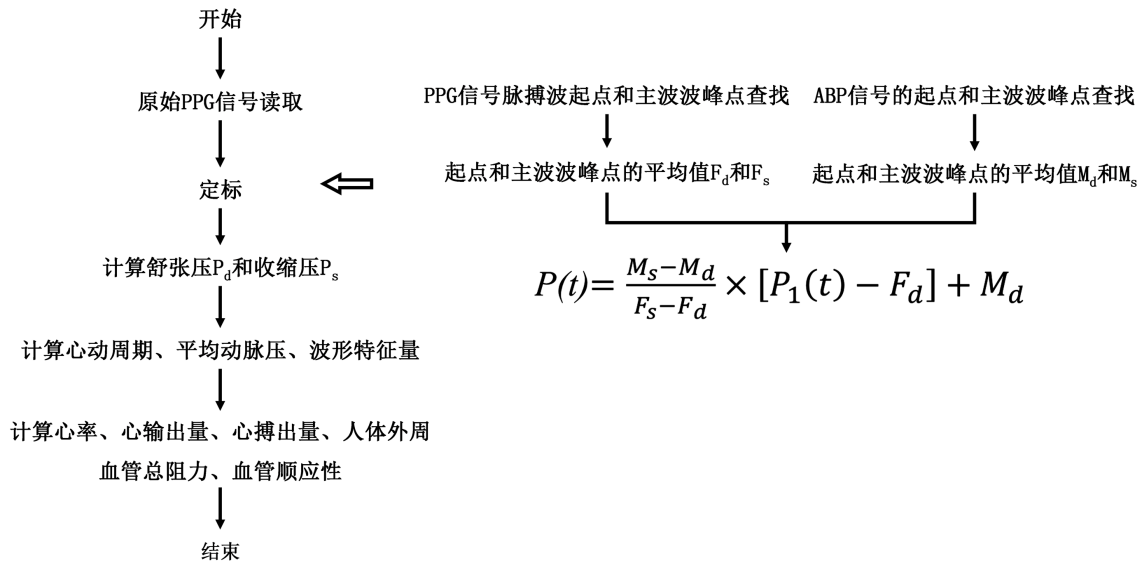 开始
原始PPG信号读取
定标
计算舒张压P_d和收缩压P_s
计算心动周期、平均动脉压、波形特征量
计算心率、心输出量、心搏出量、人体外周
血管总阻力、血管顺应性
结束
PPG信号脉搏波起点和主波波峰点查找
ABP信号的起点和主波波峰点查找
起点和主波波峰点的平均值F_d和F_s
起点和主波波峰点的平均值M_d和M_s
P(t)=\frac{M_s-M_d}{F_s-F_d}×[P_1(t)-F_d]+M_d